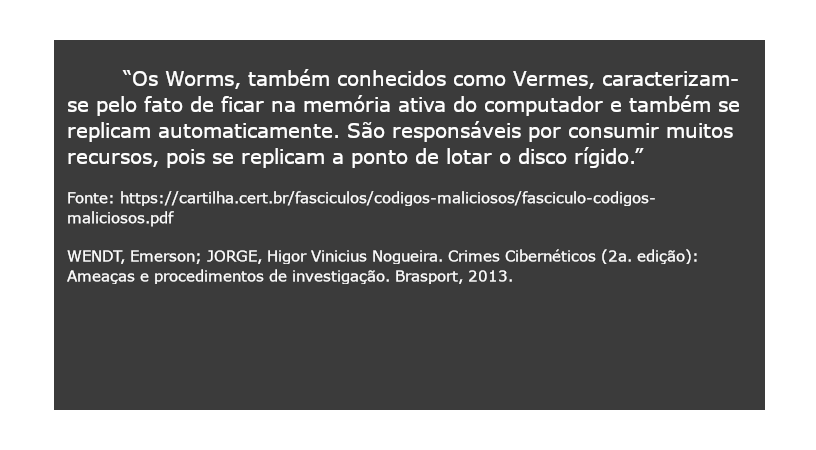 “Os Worms, também conhecidos como Vermes, caracterizam-
se pelo fato de ficar na memória ativa do computador e também se
replicam automaticamente. São responsáveis por consumir muitos
recursos, pois se replicam a ponto de lotar o disco rígido.”
Fonte: https://cartilha.cert.br/fasciculos/codigos-maliciosos/fasciculo-codigos-
maliciosos.pdf
WENDT, Emerson; JORGE, Higor Vinicius Nogueira. Crimes Cibernéticos (2a. edição):
Ameaças e procedimentos de investigação. Brasport, 2013.